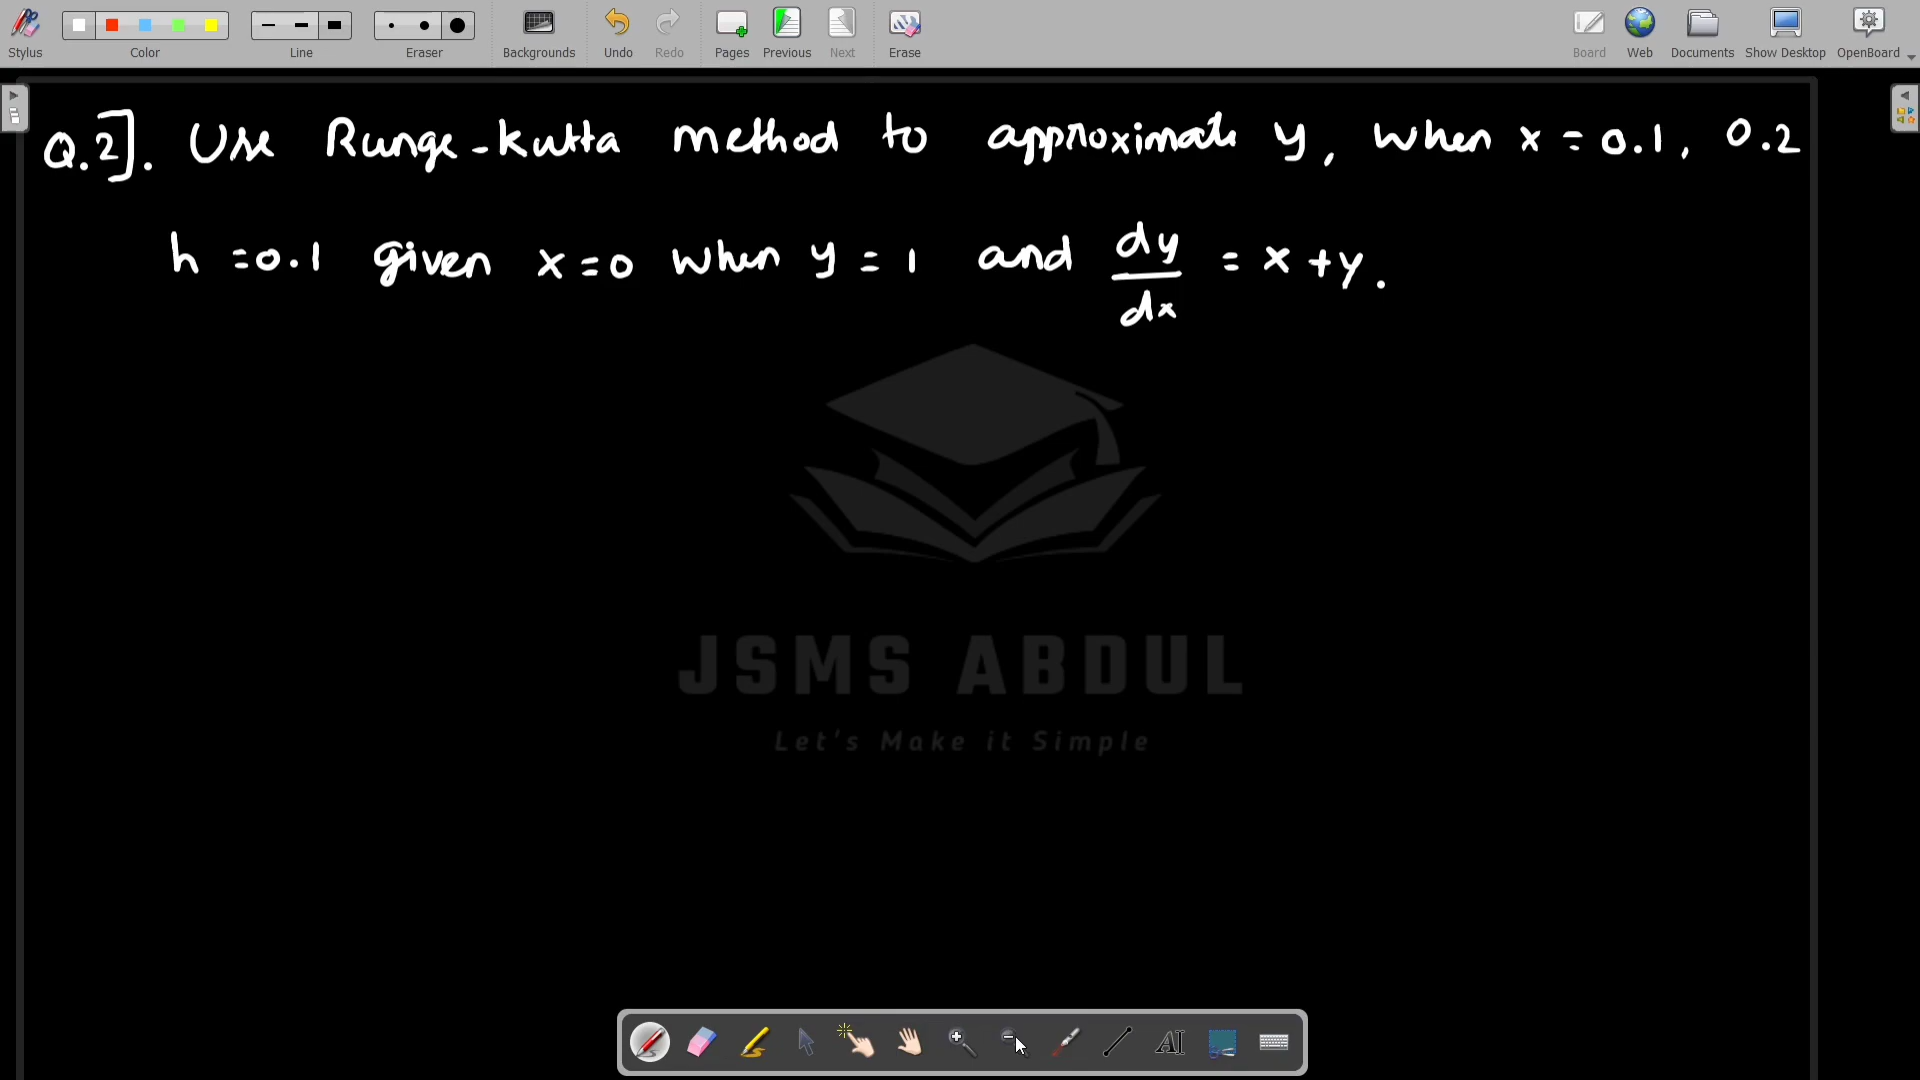 Stylus Color Line Eraser Backgrounds Undo Redo Pages Previous Next Erase Board Web Documents Show Desktop OpenBoard
Q.2]. Use Runge-kutta method to approximate y, when x = 0.1, 0.2
h = 0.1 given x = 0 when y = 1 and dy/dx = x + y.
JSMS ABDUL
Let's Make it Simple
AI